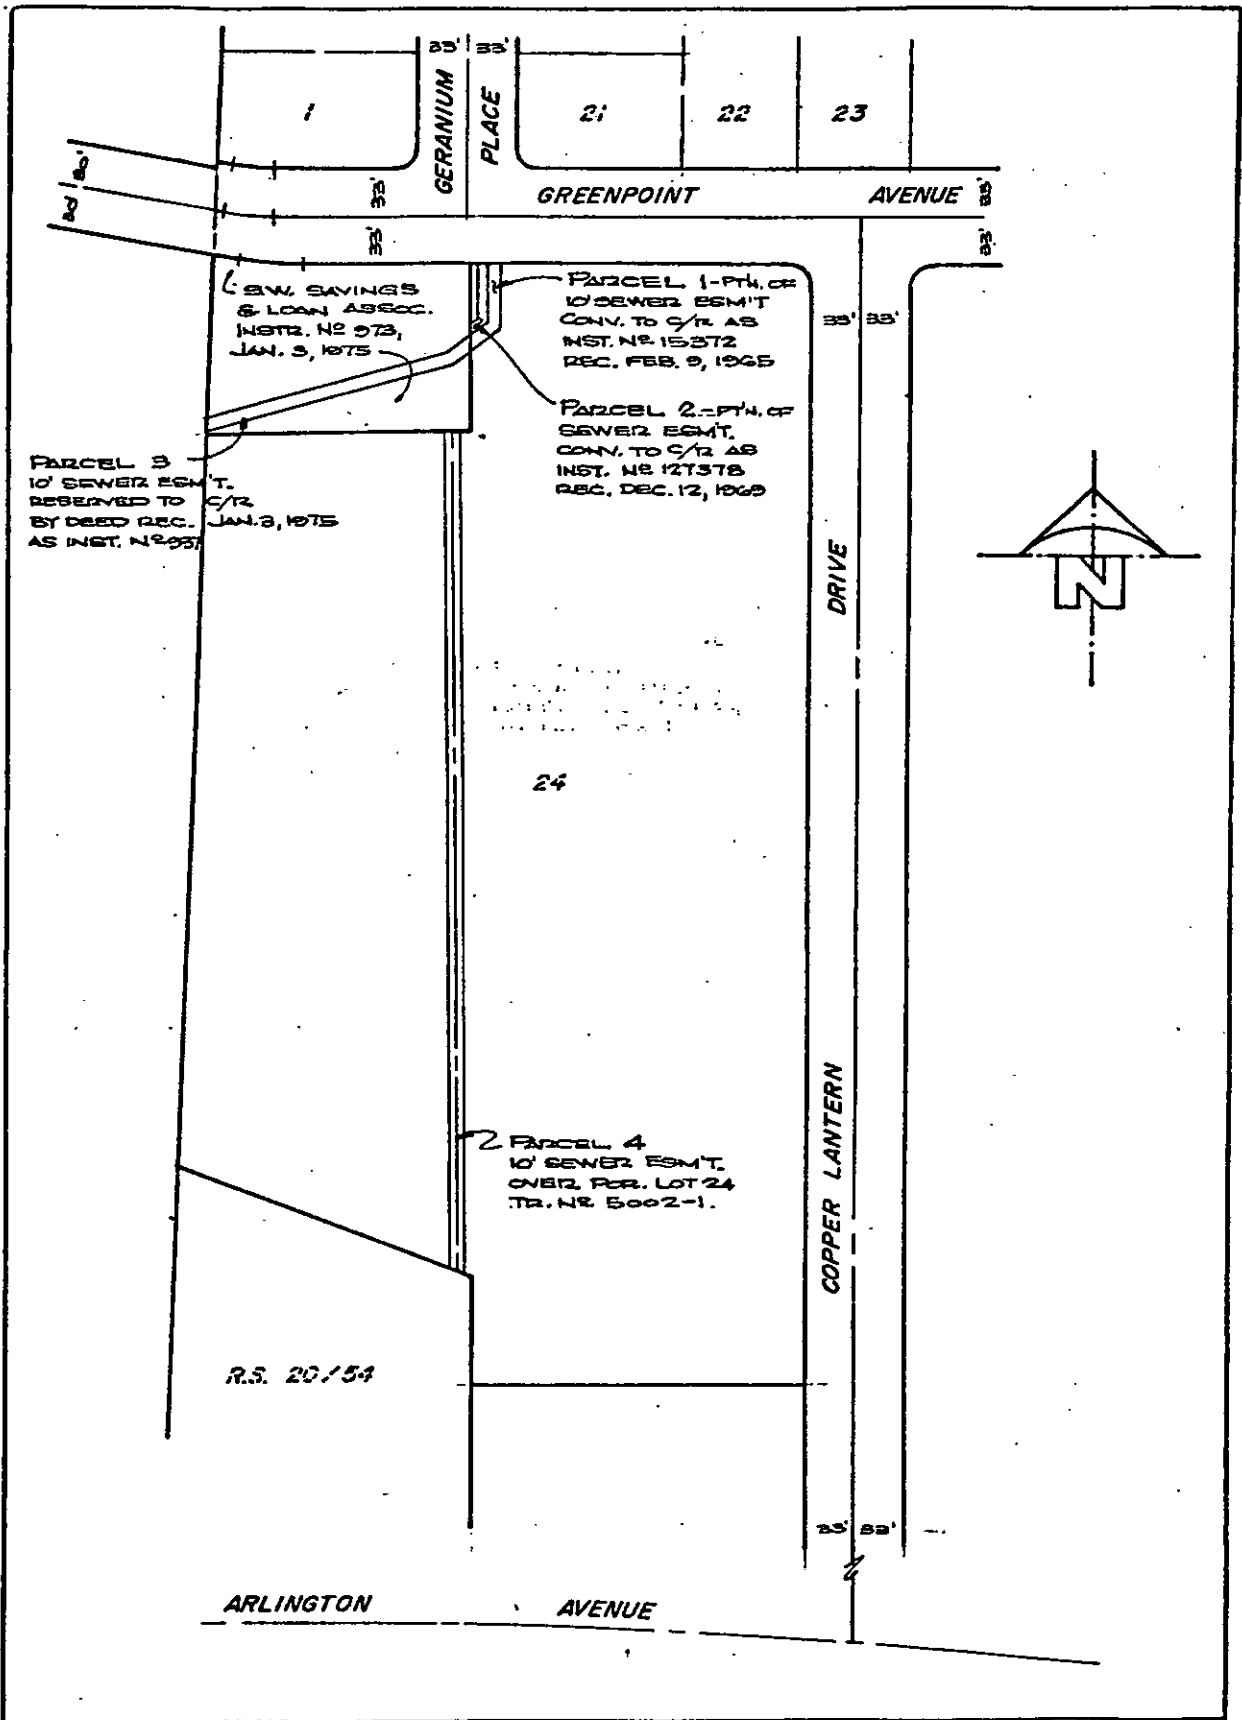 33' 33'
GERANIUM
PLACE
1
21
22
23
30'
30'
33'
33'
GREENPOINT AVENUE
33'
33'
S.W. SAVINGS
& LOAN ASSOC.
INSTR. Nº 973,
JAN. 3, 1975
PARCEL 1-PTN. OF
10' SEWER ESM'T
CONV. TO C/R AS
INST. Nº 15372
REC. FEB. 9, 1965
33' 33'
PARCEL 2-PTN. OF
SEWER ESM'T.
CONV. TO C/R AS
INST. Nº 127378
REC. DEC. 12, 1969
PARCEL 3
10' SEWER ESM'T.
RESERVED TO C/R
BY DEED REC. JAN. 3, 1975
AS INST. Nº
N
COPPER LANTERN DRIVE
24
PARCEL 4
10' SEWER ESM'T.
OVER POR. LOT 24
TR. Nº 5002-1.
R.S. 20/54
33' 33'
ARLINGTON AVENUE